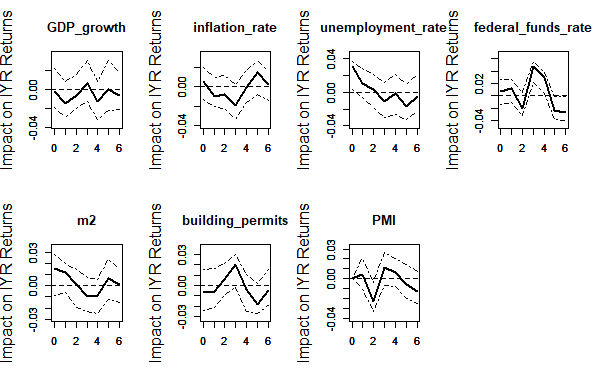 GDP_growth
Impact on IYR Returns
0.00
-0.04
0 2 4 6
inflation_rate
Impact on IYR Returns
0.00
-0.04
0 2 4 6
unemployment_rate
Impact on IYR Returns
0.03
0.00
-0.04
0 2 4 6
federal_funds_rate
Impact on IYR Returns
0.02
-0.04
0 2 4 6
m2
Impact on IYR Returns
0.03
0.00
-0.03
0 2 4 6
building_permits
Impact on IYR Returns
0.03
0.00
-0.03
0 2 4 6
PMI
Impact on IYR Returns
0.03
0.00
-0.04
0 2 4 6